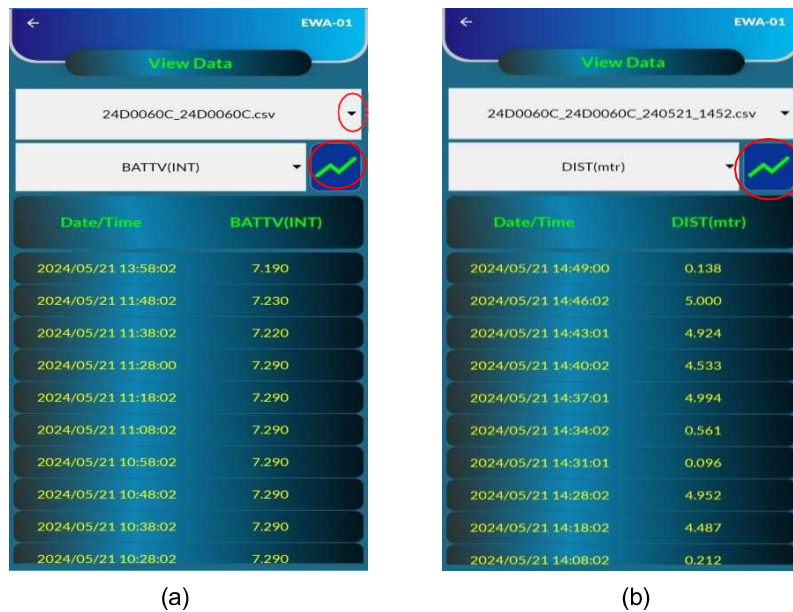 EWA-01
View Data
24D0060C_24D0060C.csv
BATTV(INT)
Date/Time BATTV(INT)
2024/05/21 13:58:02 7.190
2024/05/21 11:48:02 7.230
2024/05/21 11:38:02 7.220
2024/05/21 11:28:00 7.290
2024/05/21 11:18:02 7.290
2024/05/21 11:08:02 7.290
2024/05/21 10:58:02 7.290
2024/05/21 10:48:02 7.290
2024/05/21 10:38:02 7.290
2024/05/21 10:28:02 7.290
(a)
EWA-01
View Data
24D0060C_24D0060C_240521_1452.csv
DIST(mtr)
Date/Time DIST(mtr)
2024/05/21 14:49:00 0.138
2024/05/21 14:46:02 5.000
2024/05/21 14:43:01 4.924
2024/05/21 14:40:02 4.533
2024/05/21 14:37:01 4.994
2024/05/21 14:34:02 0.561
2024/05/21 14:31:01 0.096
2024/05/21 14:28:02 4.952
2024/05/21 14:18:02 4.487
2024/05/21 14:08:02 0.212
(b)